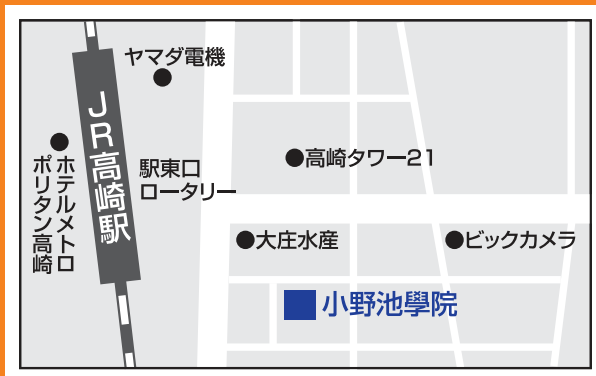 ヤマダ電機
JR高崎駅
ホテルメトロ
ポリタン高崎
駅東口
ロータリー
●高崎タワー21
●大庄水産
●ビックカメラ
小野池學院